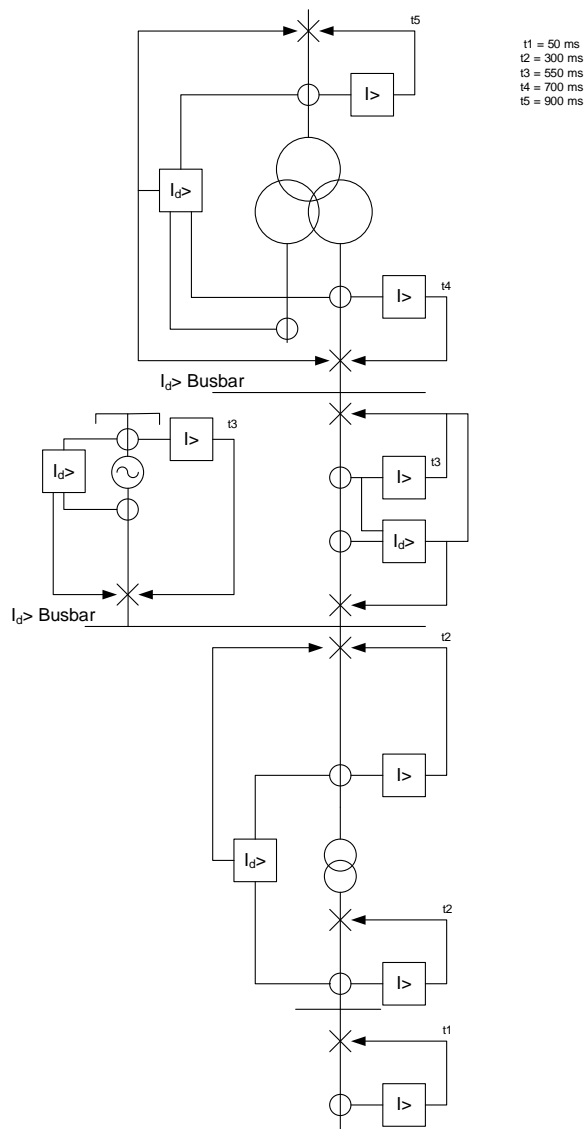 t5
t1 = 50 ms
t2 = 300 ms
t3 = 550 ms
t4 = 700 ms
t5 = 900 ms
I>
Id>
I>
t4
Id> Busbar
t3
I>
Id>
I>
t3
Id>
Id> Busbar
t2
I>
Id>
t2
I>
t1
I>